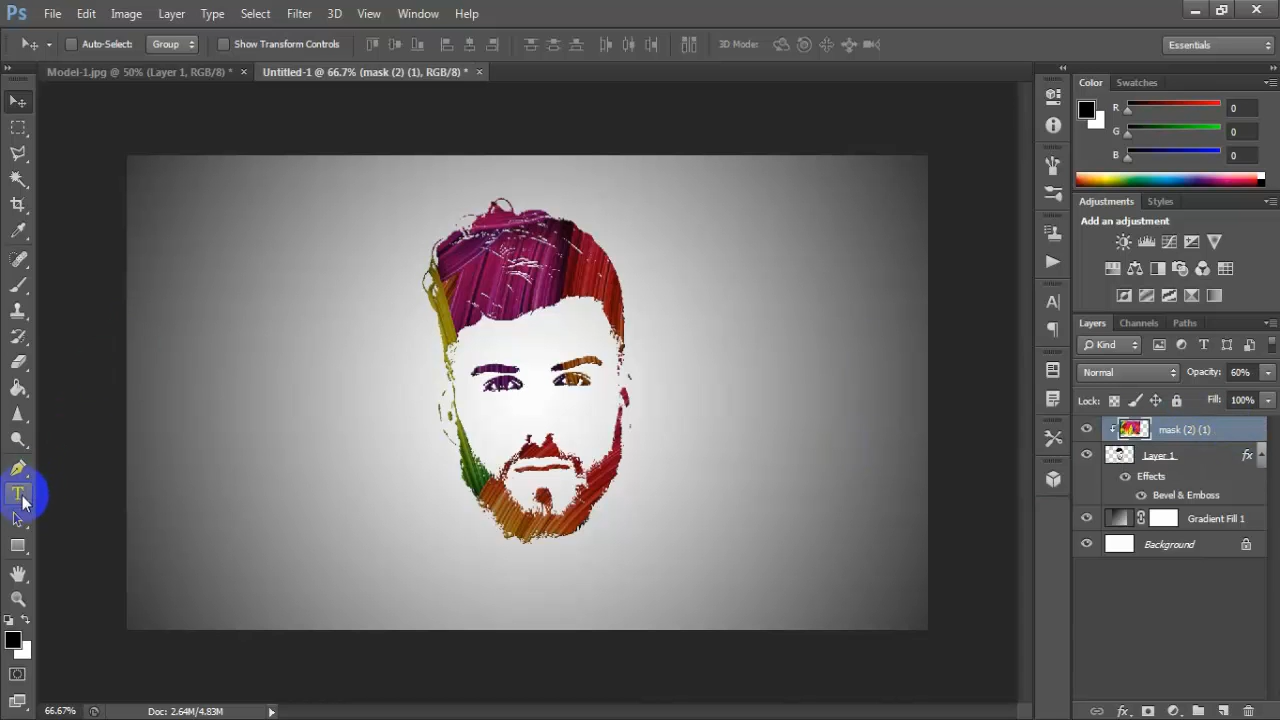 Ps File Edit Image Layer Type Select Filter 3D View Window Help
Auto-Select: Group Show Transform Controls 3D Mode: Essentials
Model-1.jpg @ 50% (Layer 1, RGB/8) * × Untitled-1 @ 66.7% (mask (2) (1), RGB/8) * ×
Color Swatches
R 0
G 0
B 0
Adjustments Styles
Add an adjustment
Layers Channels Paths
Kind
Normal Opacity: 60%
Lock: Fill: 100%
mask (2) (1)
Layer 1 fx
Effects
Bevel & Emboss
Gradient Fill 1
Background
66.67% Doc: 2.64M/4.83M